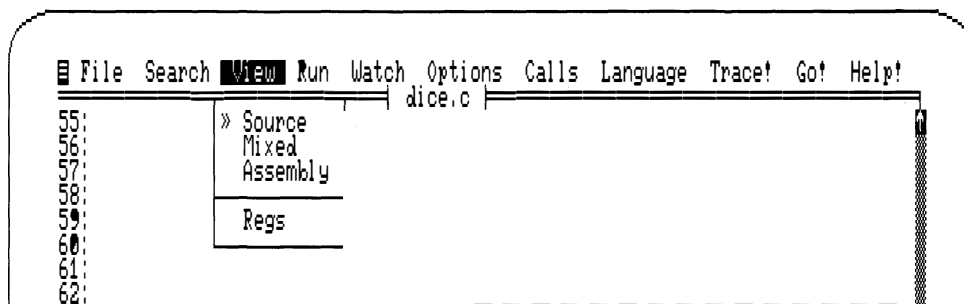 File Search View Run Watch Options Calls Language Trace! Go! Help!
dice.c
55: » Source
56: Mixed
57: Assembly
58:
59: Regs
60:
61:
62: